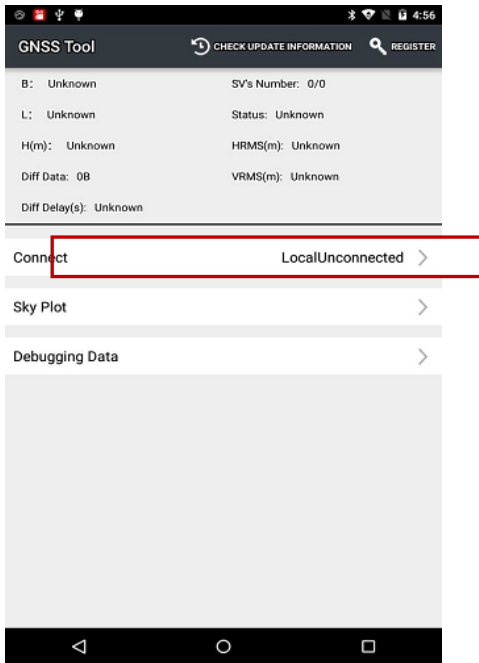 4:56
GNSS Tool CHECK UPDATE INFORMATION REGISTER
B: Unknown SV's Number: 0/0
L: Unknown Status: Unknown
H(m): Unknown HRMS(m): Unknown
Diff Data: 0B VRMS(m): Unknown
Diff Delay(s): Unknown
Connect LocalUnconnected
Sky Plot
Debugging Data